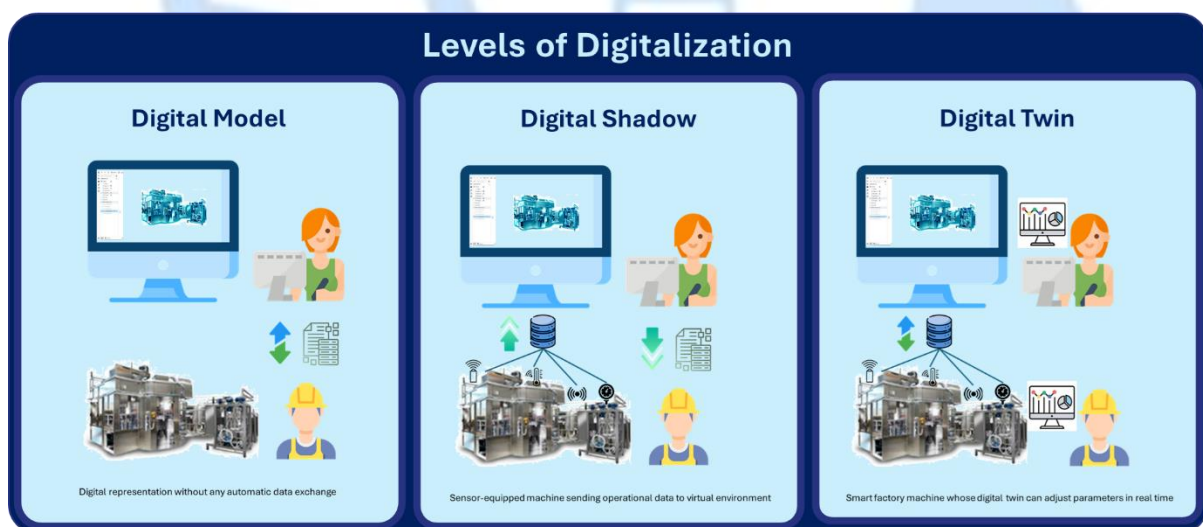 Levels of Digitalization
Digital Model
Digital representation without any automatic data exchange
Digital Shadow
Sensor-equipped machine sending operational data to virtual environment
Digital Twin
Smart factory machine whose digital twin can adjust parameters in real time